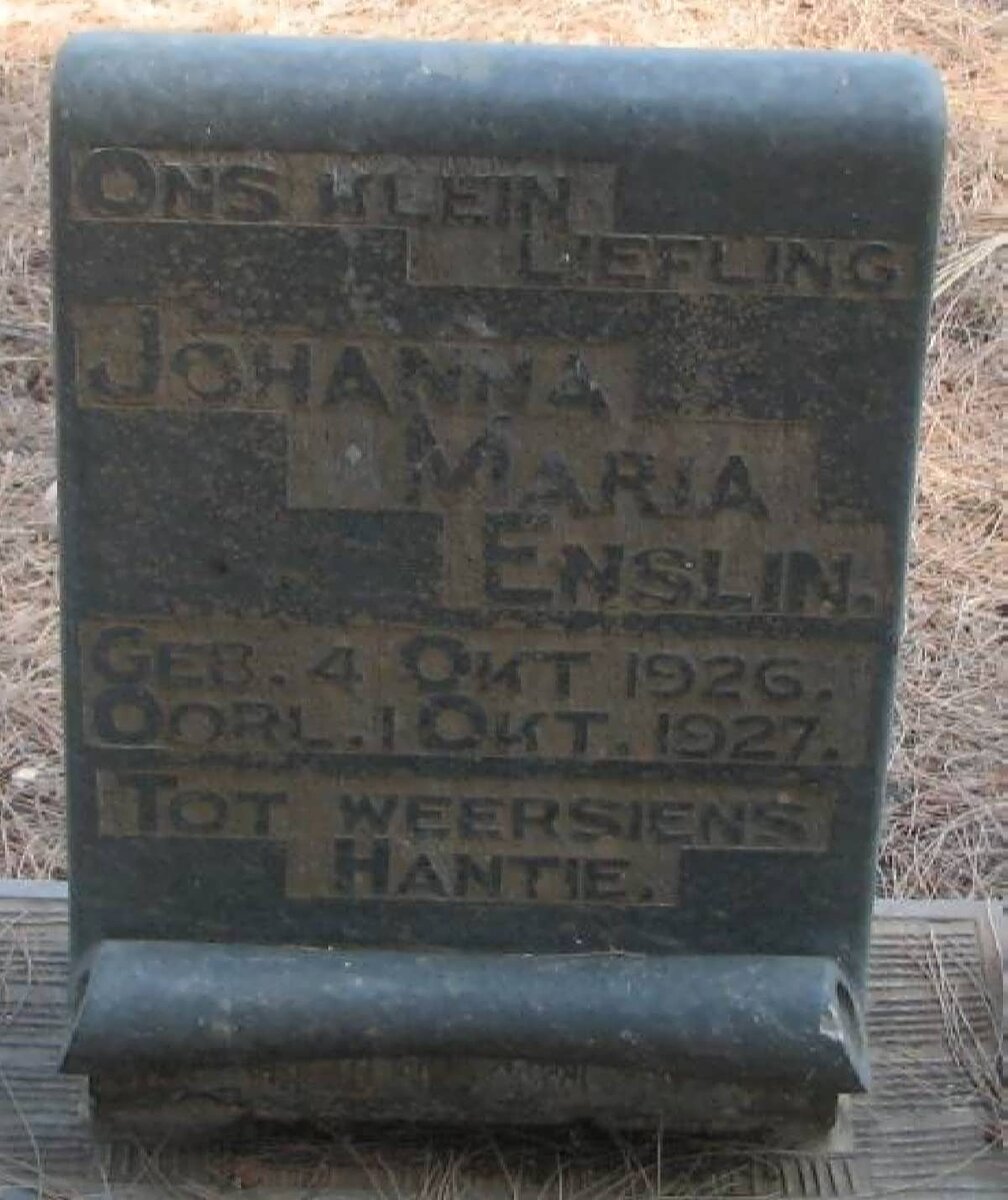 ONS KLEIN
LIEFLING
JOHANNA
MARIA
ENSLIN.
GEB. 4 OKT 1926.
OORL. 1 OKT. 1927.
TOT WEERSIENS
HANTIE.